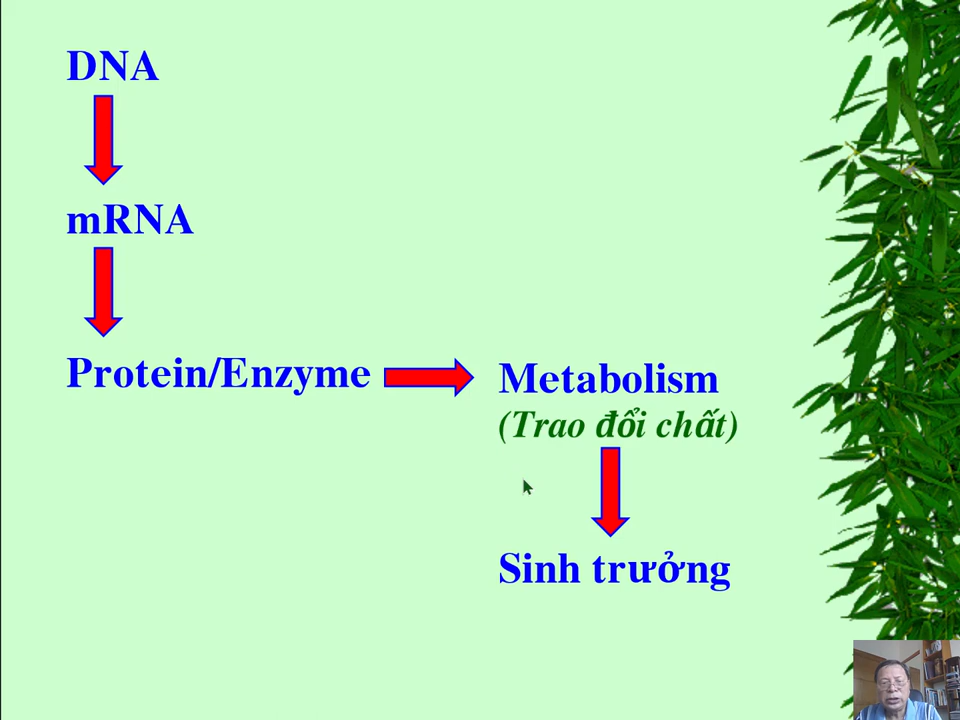 DNA
mRNA
Protein/Enzyme
Metabolism
(Trao đổi chất)
Sinh trưởng